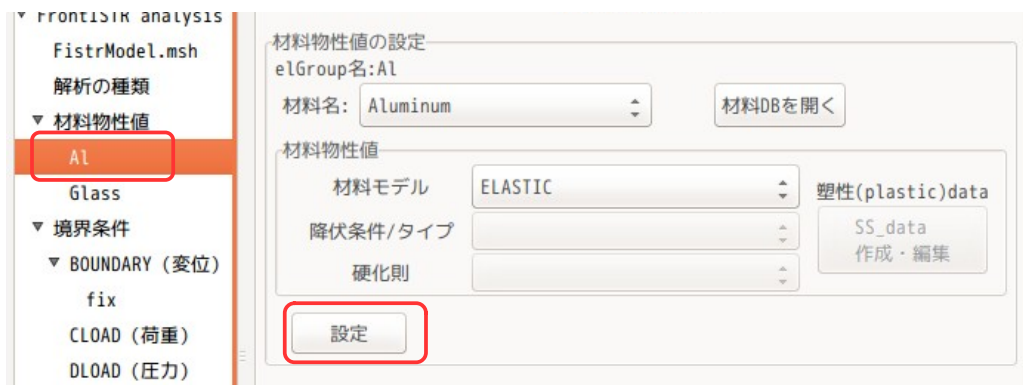 FrontISTR analysis
FistrModel.msh
解析の種類
材料物性値
Al
Glass
境界条件
BOUNDARY (変位)
fix
CLOAD (荷重)
DLOAD (圧力)
材料物性値の設定
elGroup名:Al
材料名: Aluminum 材料DBを開く
材料物性値
材料モデル ELASTIC 塑性(plastic)data
降伏条件/タイプ SS_data
作成・編集
硬化則
設定